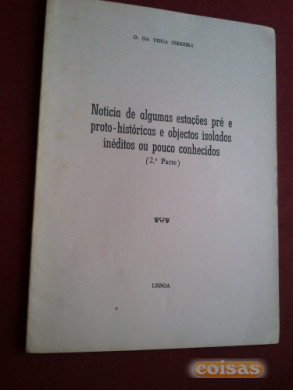 O. DA VEIGA FERREIRA
Notícia de algumas estações pré e
proto-históricas e objectos isolados
inéditos ou pouco conhecidos
(2.ª Parte)
LISBOA
coisas